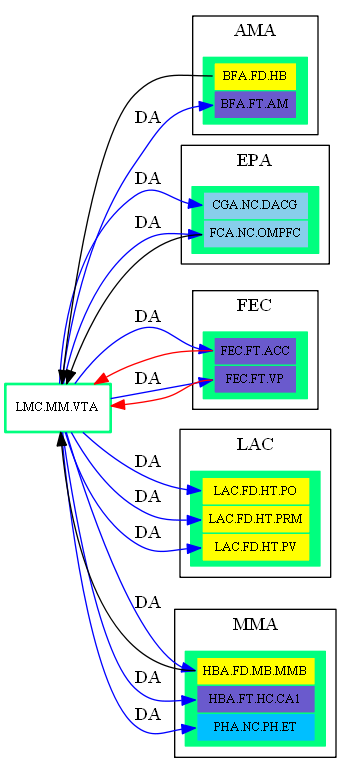 AMA
BFA.FD.HB
BFA.FT.AM
DA
EPA
DA
CGA.NC.DACG
DA
FCA.NC.OMPFC
FEC
DA
FEC.FT.ACC
DA
FEC.FT.VP
LMC.MM.VTA
LAC
DA
LAC.FD.HT.PO
DA
LAC.FD.HT.PRM
DA
LAC.FD.HT.PV
DA
MMA
HBA.FD.MB.MMB
DA
HBA.FT.HC.CA1
DA
PHA.NC.PH.ET